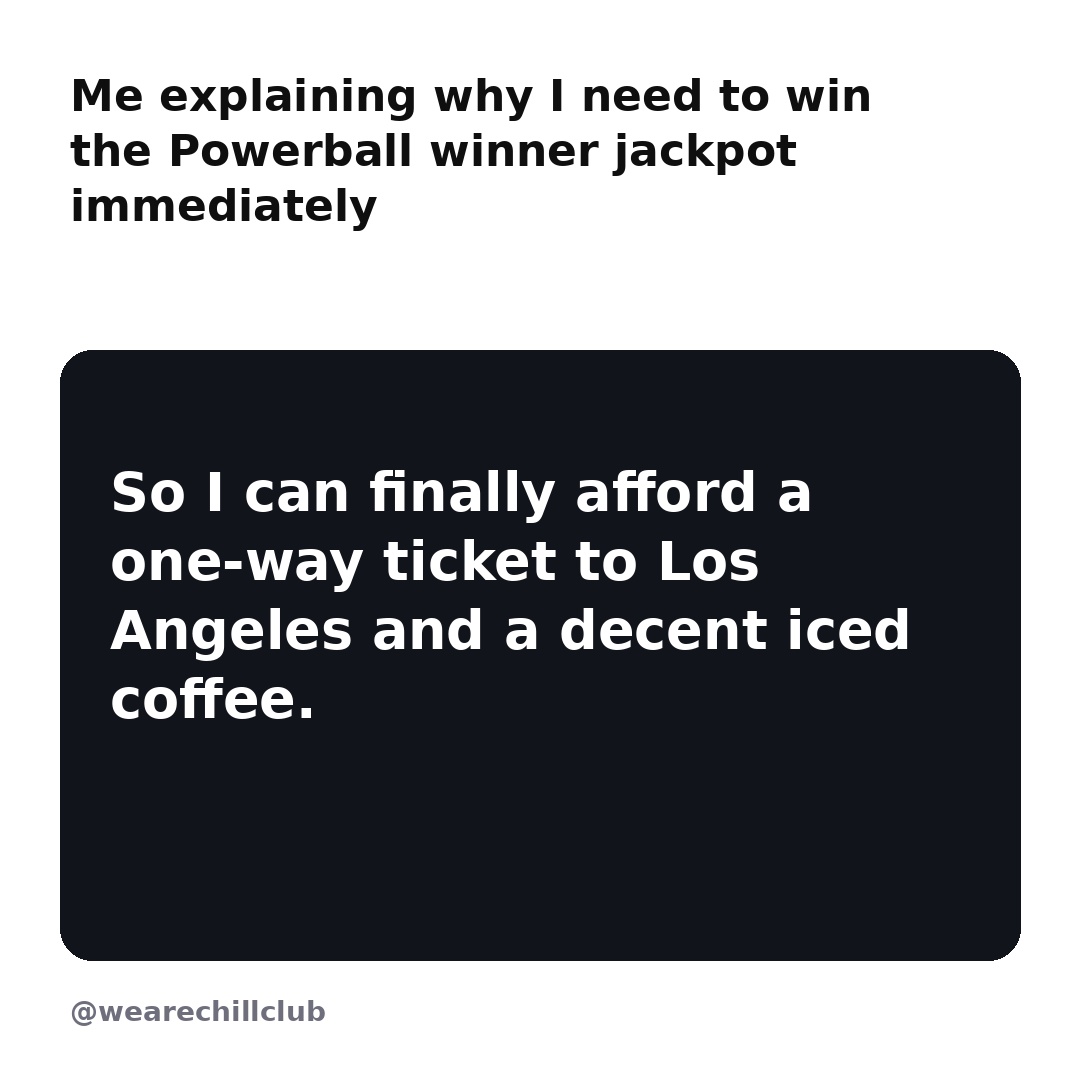 Me explaining why I need to win
the Powerball winner jackpot
immediately
So I can finally afford a
one-way ticket to Los
Angeles and a decent iced
coffee.
@wearechillclub